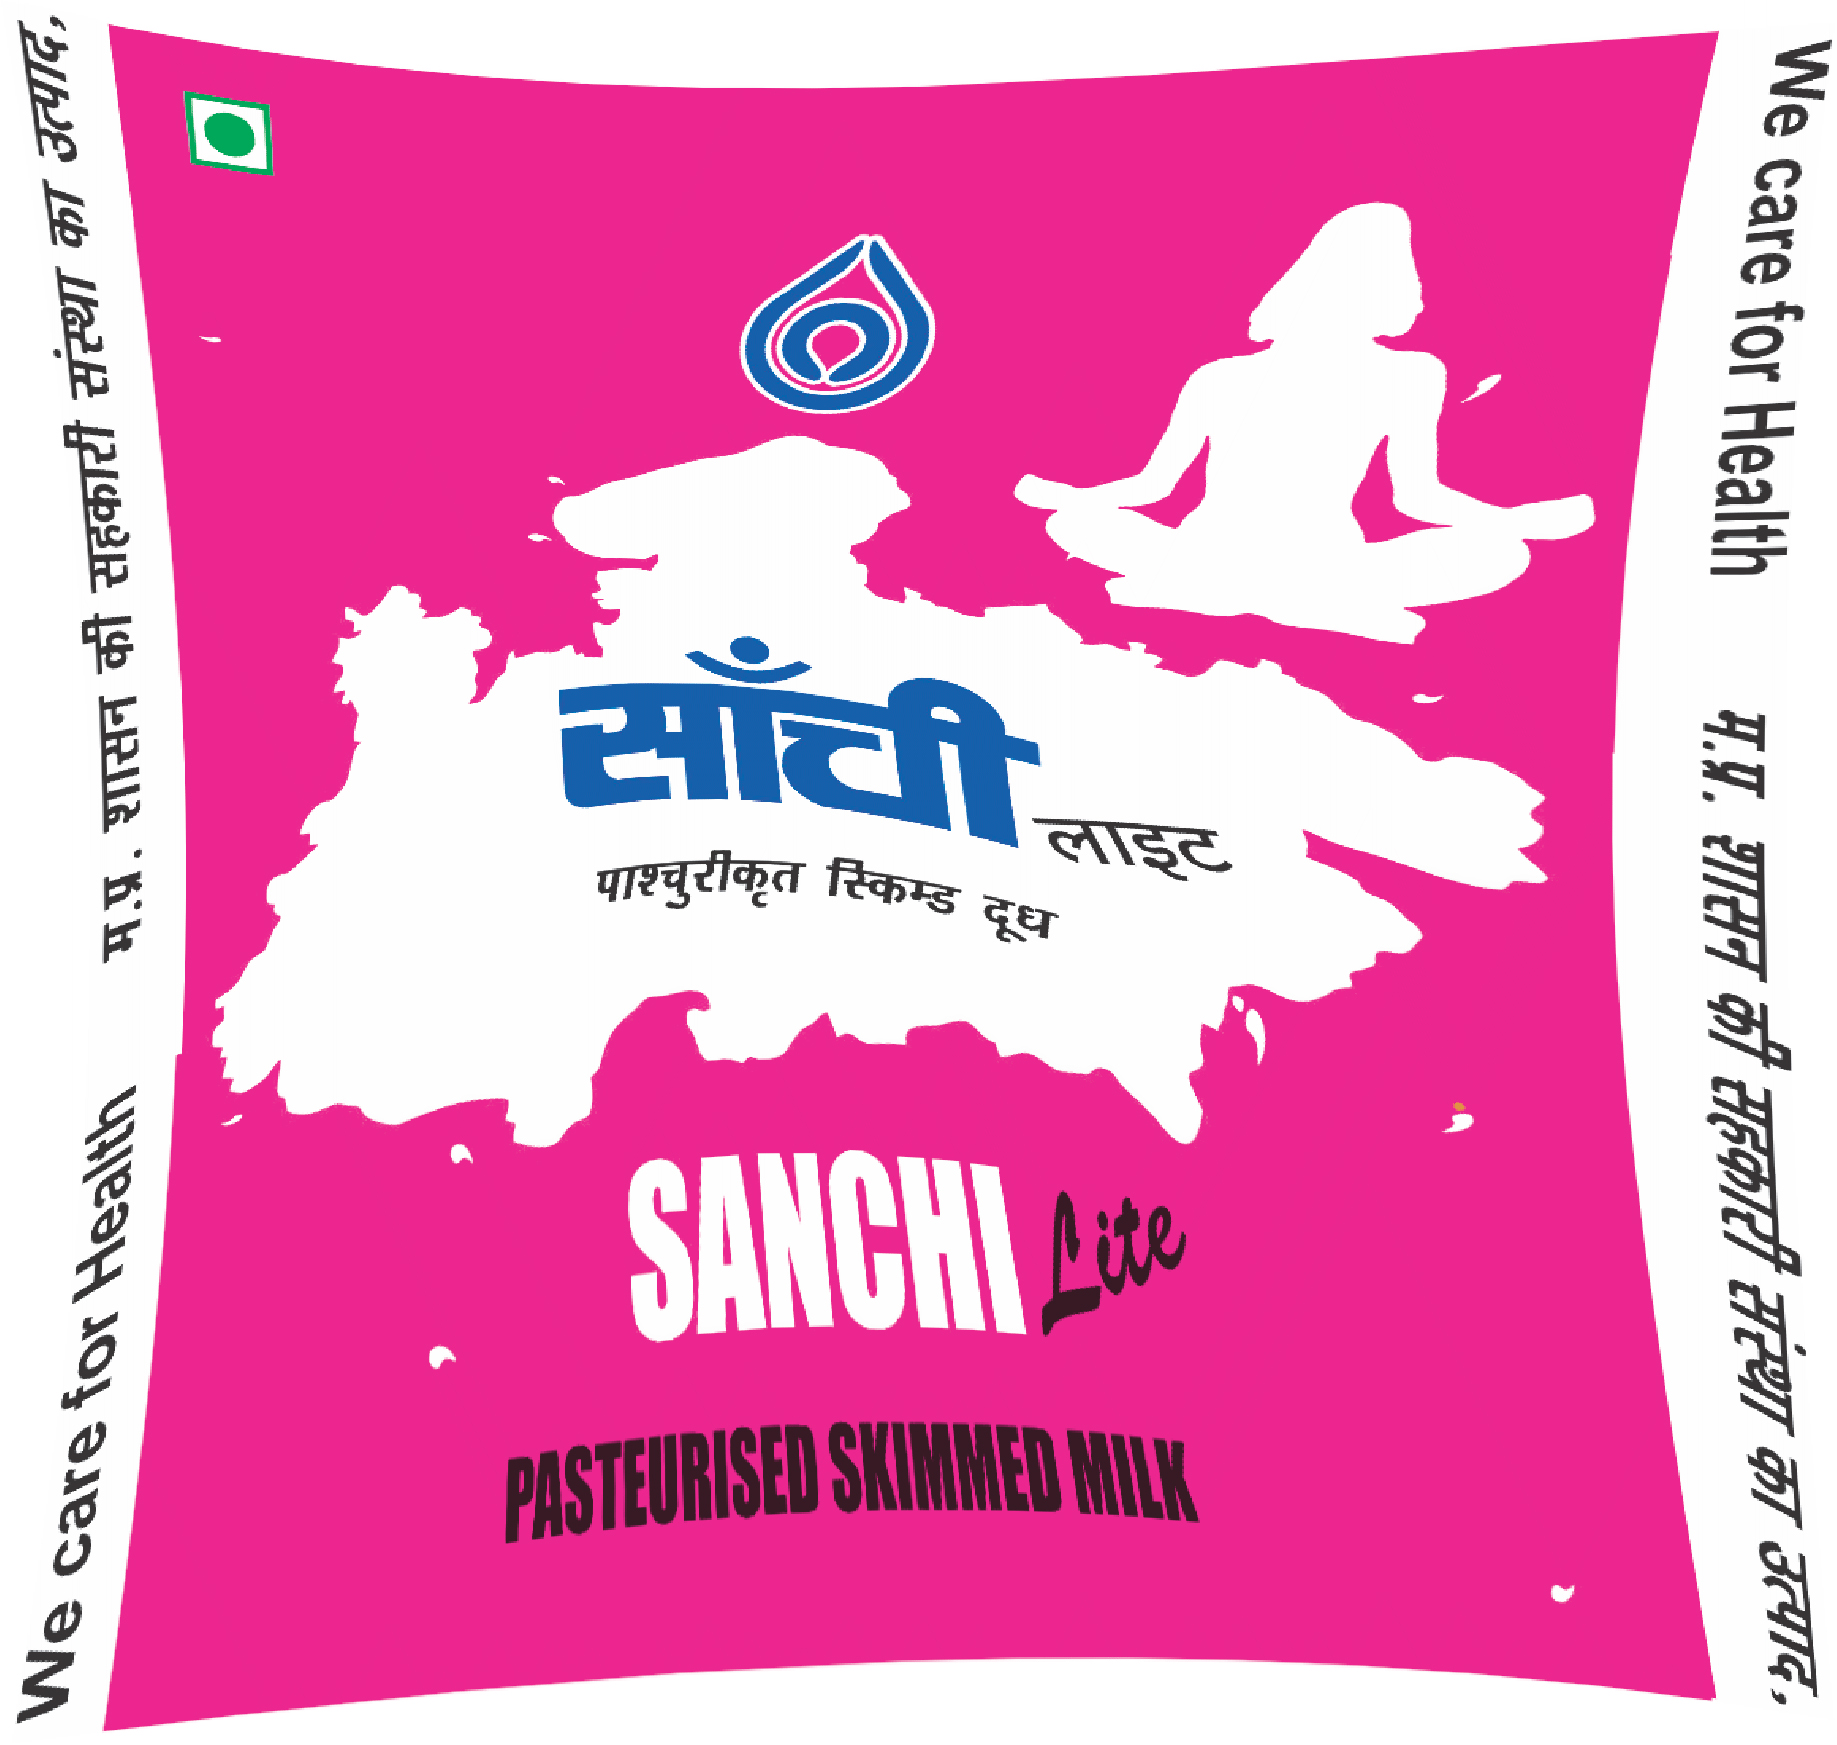 म.प्र. शासन की सहकारी संस्था का उत्पाद,
We care for Health
साँची लाइट
पाश्चुरीकृत स्किम्ड दूध
SANCHI Lite
PASTEURISED SKIMMED MILK
We care for Health
म.प्र. शासन की सहकारी संस्था का उत्पाद,